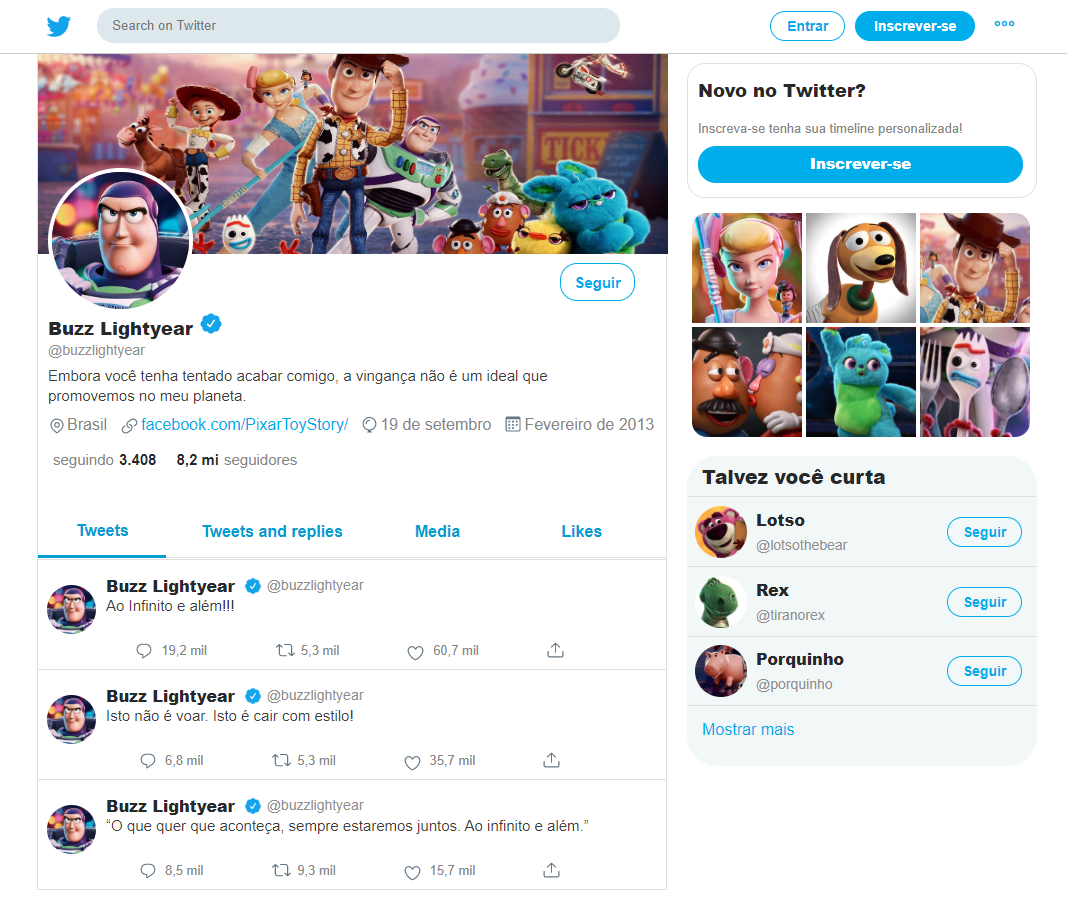 Search on Twitter
Entrar
Inscrever-se
TICK
Seguir
Buzz Lightyear
@buzzlightyear
Embora você tenha tentado acabar comigo, a vingança não é um ideal que
promovemos no meu planeta.
Brasil facebook.com/PixarToyStory/ 19 de setembro Fevereiro de 2013
seguindo 3.408 8,2 mi seguidores
Tweets Tweets and replies Media Likes
Buzz Lightyear @buzzlightyear
Ao Infinito e além!!!
19,2 mil 5,3 mil 60,7 mil
Buzz Lightyear @buzzlightyear
Isto não é voar. Isto é cair com estilo!
6,8 mil 5,3 mil 35,7 mil
Buzz Lightyear @buzzlightyear
“O que quer que aconteça, sempre estaremos juntos. Ao infinito e além.”
8,5 mil 9,3 mil 15,7 mil
Novo no Twitter?
Inscreva-se tenha sua timeline personalizada!
Inscrever-se
Talvez você curta
Lotso
@lotsothebear
Seguir
Rex
@tiranorex
Seguir
Porquinho
@porquinho
Seguir
Mostrar mais